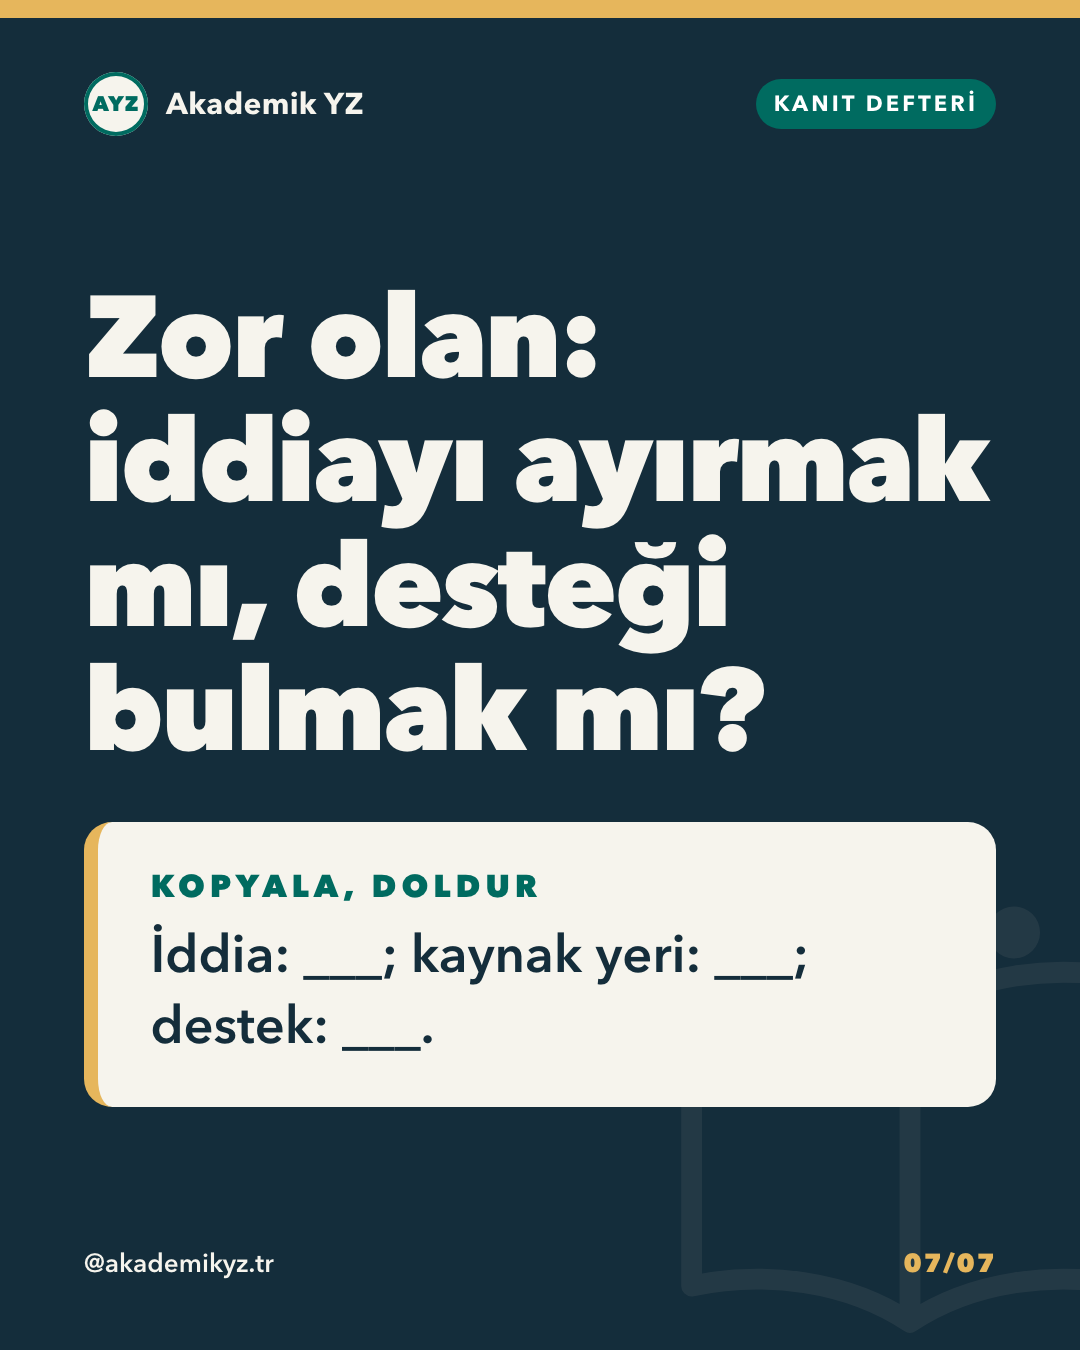 AYZ Akademik YZ
KANIT DEFTERİ
Zor olan:
iddiayı ayırmak
mı, desteği
bulmak mı?
KOPYALA, DOLDUR
İddia: ___; kaynak yeri: ___;
destek: ___.
@akademikyz.tr
07/07